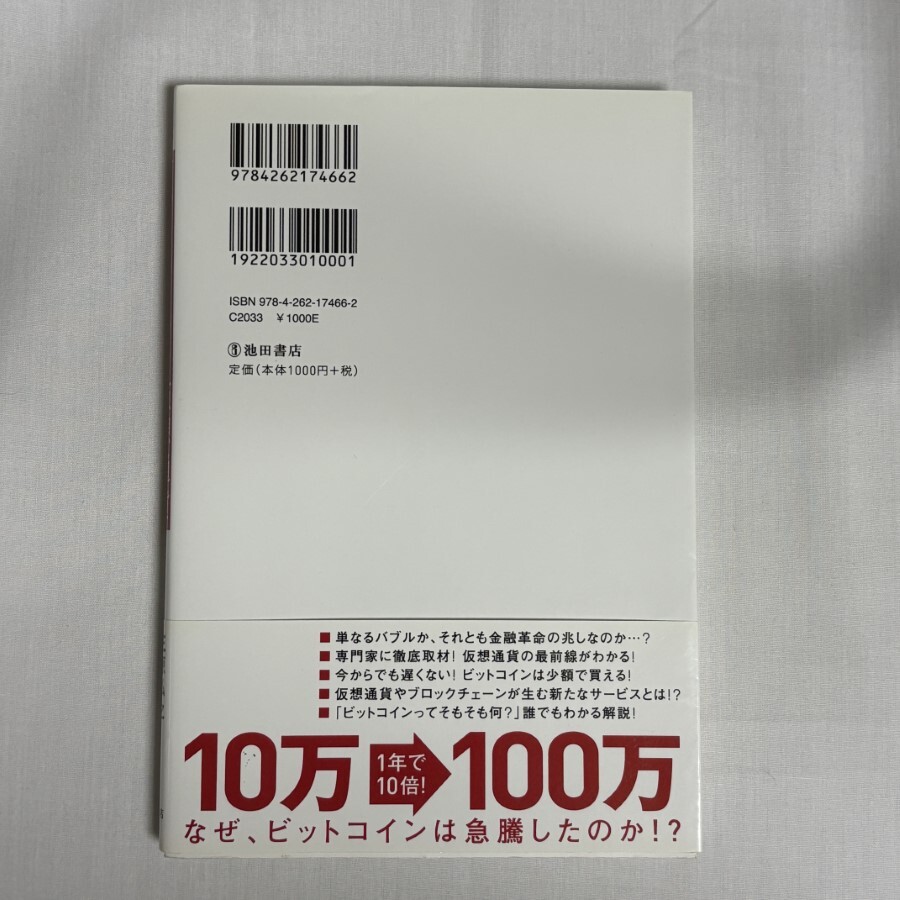 9784262174662
1922033010001
ISBN 978-4-262-17466-2
C2033 ¥1000E
池田書店
定価(本体1000円+税)
■ 単なるバブルか、それとも金融革命の兆しなのか…?
■ 専門家に徹底取材! 仮想通貨の最前線がわかる!
■ 今からでも遅くない! ビットコインは少額で買える!
■ 仮想通貨やブロックチェーンが生む新たなサービスとは!?
■ 「ビットコインってそもそも何?」誰でもわかる解説!
10万 1年で10倍! 100万
なぜ、ビットコインは急騰したのか!?